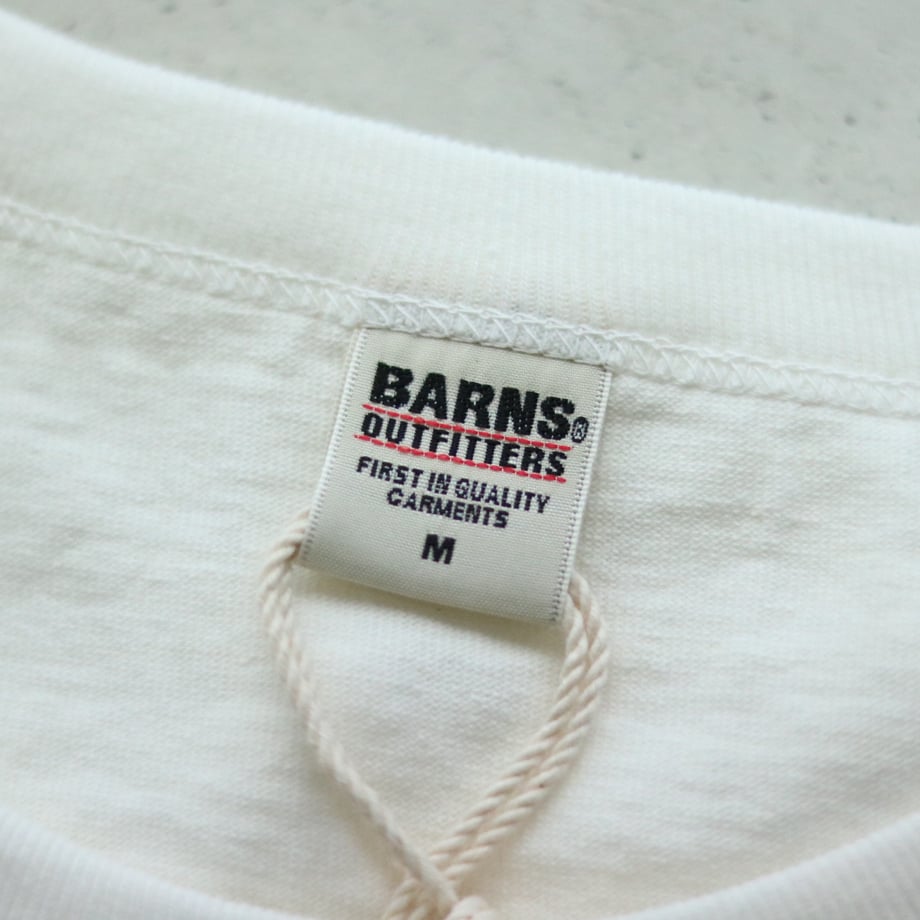 BARNS®
OUTFITTERS
FIRST IN QUALITY
GARMENTS
M